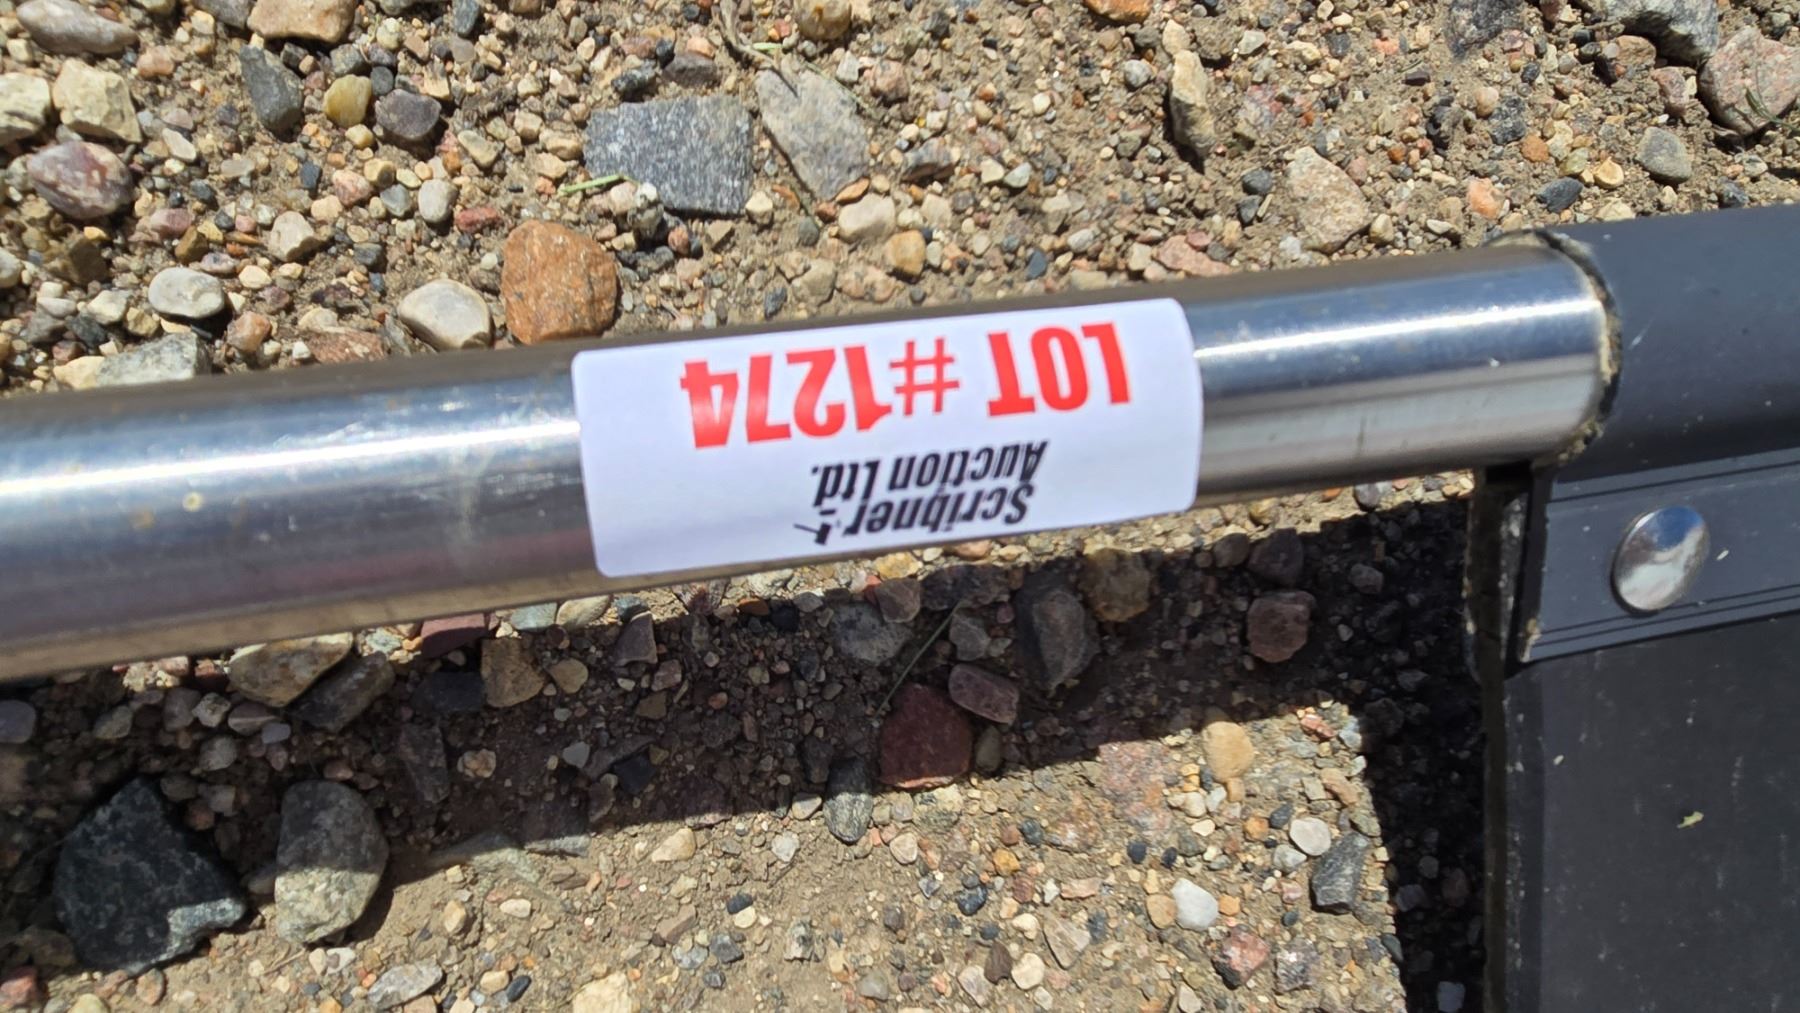 Scribner
Auction Ltd.
LOT #1274